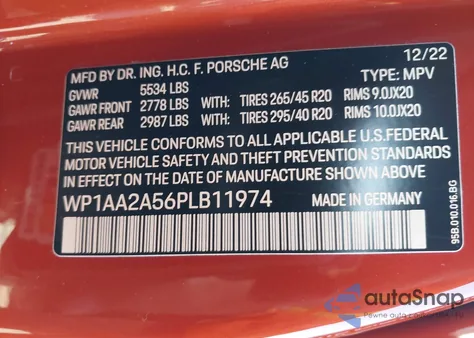 MFD BY DR. ING. H.C. F. PORSCHE AG 12/22
GVWR 5534 LBS TYPE: MPV
GAWR FRONT 2778 LBS WITH: TIRES 265/45 R20 RIMS 9.0JX20
GAWR REAR 2987 LBS WITH: TIRES 295/40 R20 RIMS 10.0JX20
THIS VEHICLE CONFORMS TO ALL APPLICABLE U.S.FEDERAL
MOTOR VEHICLE SAFETY AND THEFT PREVENTION STANDARDS
IN EFFECT ON THE DATE OF MANUFACTURE SHOWN ABOVE
WP1AA2A56PLB11974 MADE IN GERMANY
95B.010.016.BG
autoSnap
Pewne auta